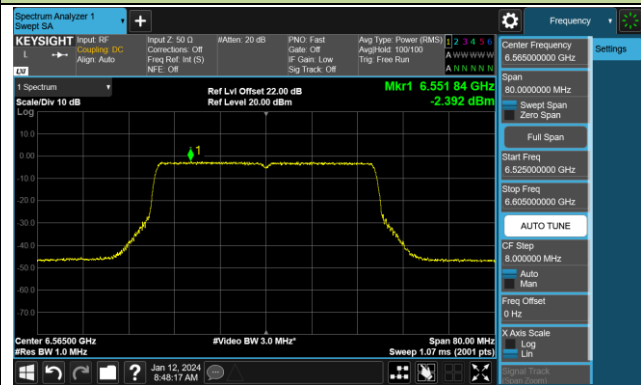 Spectrum Analyzer 1
Swept SA
Frequency
KEYSIGHT
L
LXI
Input: RF
Coupling: DC
Align: Auto
Input Z: 50 Ω
Corrections: Off
Freq Ref: Int (S)
NFE: Off
#Atten: 20 dB
PNO: Fast
Gate: Off
IF Gain: Low
Sig Track: Off
Avg Type: Power (RMS)
Avg|Hold: 100/100
Trig: Free Run
1 2 3 4 5 6
A W W W W W
A N N N N N
1 Spectrum
Scale/Div 10 dB
Log
Ref Lvl Offset 22.00 dB
Ref Level 20.00 dBm
Mkr1 6.551 84 GHz
-2.392 dBm
1
10.0
0.00
-10.0
-20.0
-30.0
-40.0
-50.0
-60.0
-70.0
Center 6.56500 GHz
#Res BW 1.0 MHz
#Video BW 3.0 MHz*
Span 80.00 MHz
Sweep 1.07 ms (2001 pts)
Jan 12, 2024
8:48:17 AM
?
Center Frequency
6.565000000 GHz
Span
80.0000000 MHz
Swept Span
Zero Span
Full Span
Start Freq
6.525000000 GHz
Stop Freq
6.605000000 GHz
AUTO TUNE
CF Step
8.000000 MHz
Auto
Man
Freq Offset
0 Hz
X Axis Scale
Log
Lin
Signal Track
(Span Zoom)
Settings